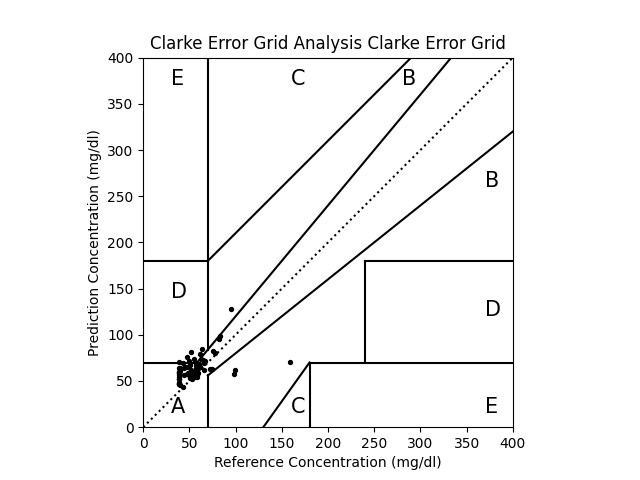 Clarke Error Grid Analysis Clarke Error Grid
400
350
300
250
200
150
100
50
0
Prediction Concentration (mg/dl)
E
C
B
B
D
D
A
C
E
0
50
100
150
200
250
300
350
400
Reference Concentration (mg/dl)